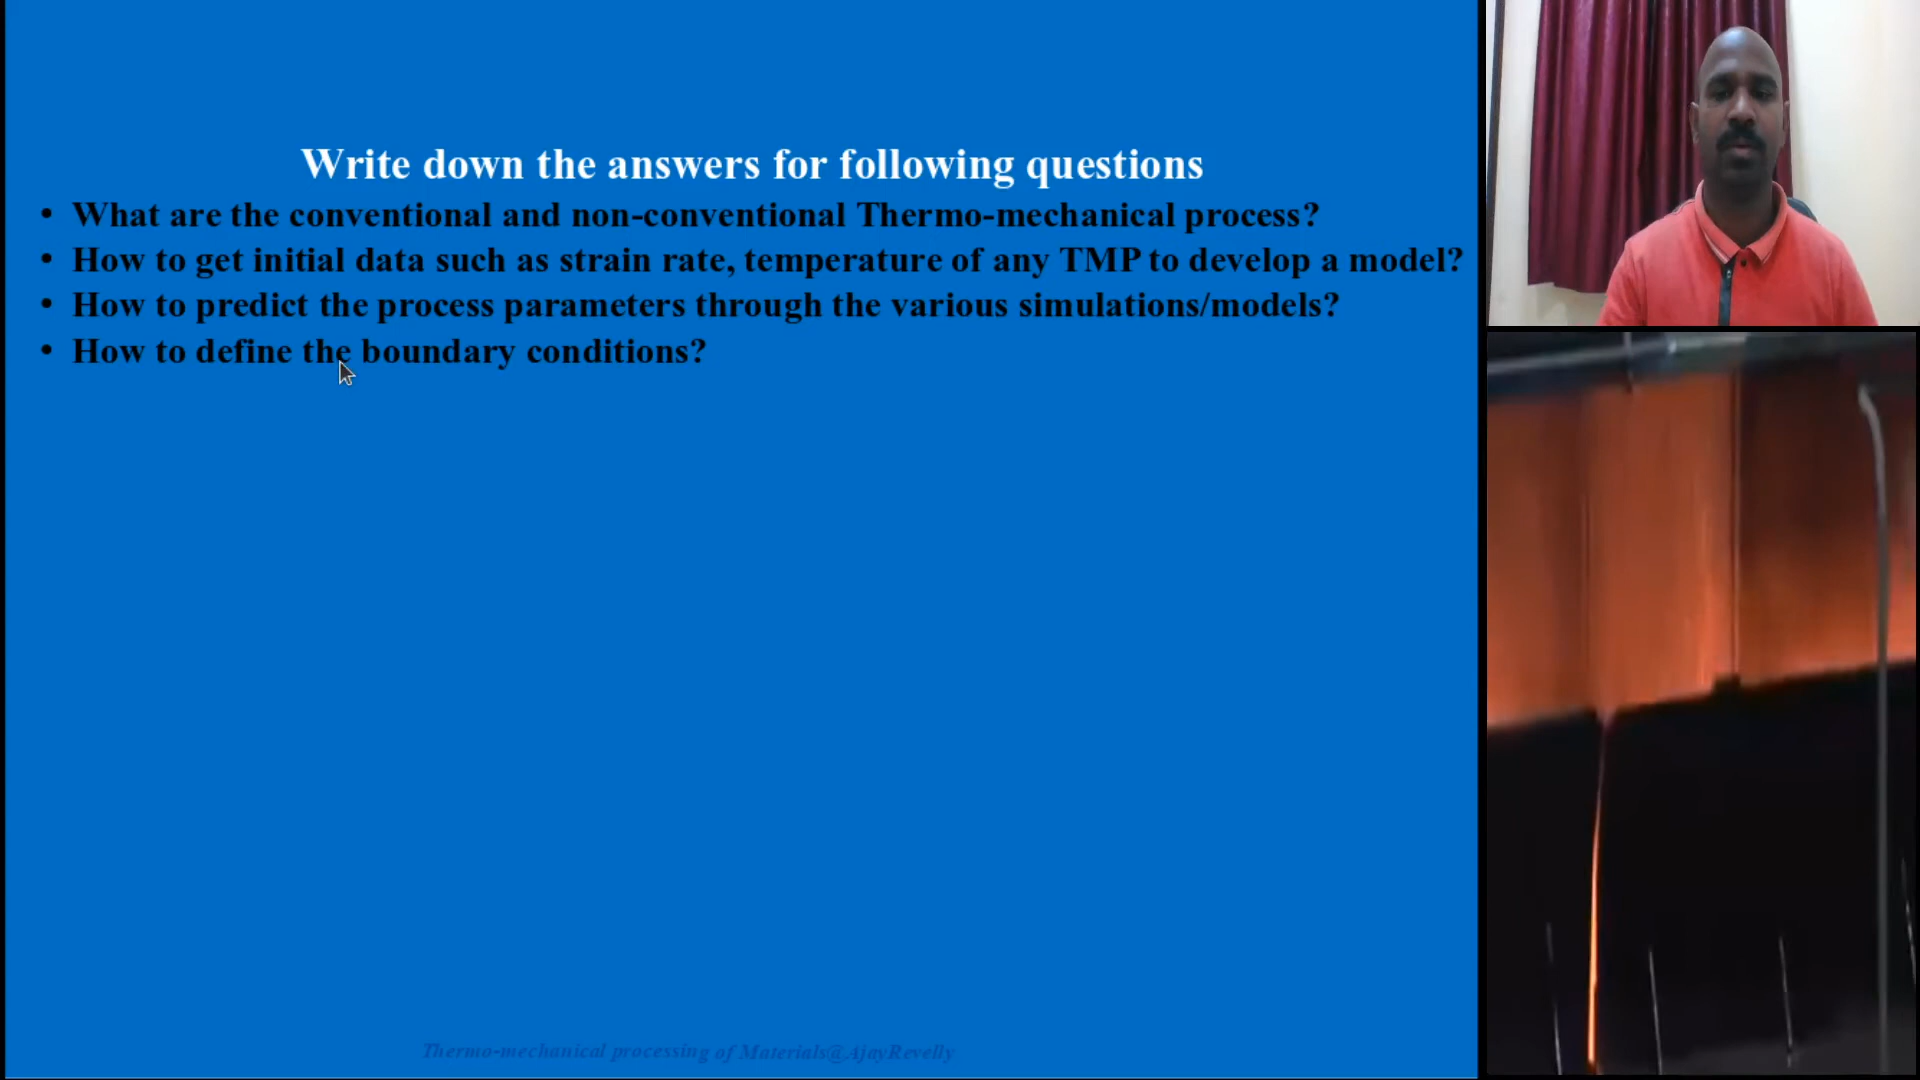 Write down the answers for following questions
• What are the conventional and non-conventional Thermo-mechanical process?
• How to get initial data such as strain rate, temperature of any TMP to develop a model?
• How to predict the process parameters through the various simulations/models?
• How to define the boundary conditions?
Thermo-mechanical processing of Materials@AjayRevelly